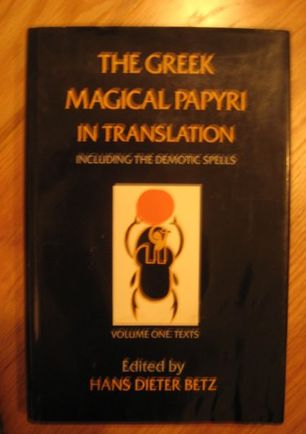 THE GREEK
MAGICAL PAPYRI
IN TRANSLATION
INCLUDING THE DEMOTIC SPELLS
VOLUME ONE: TEXTS
Edited by
HANS DIETER BETZ